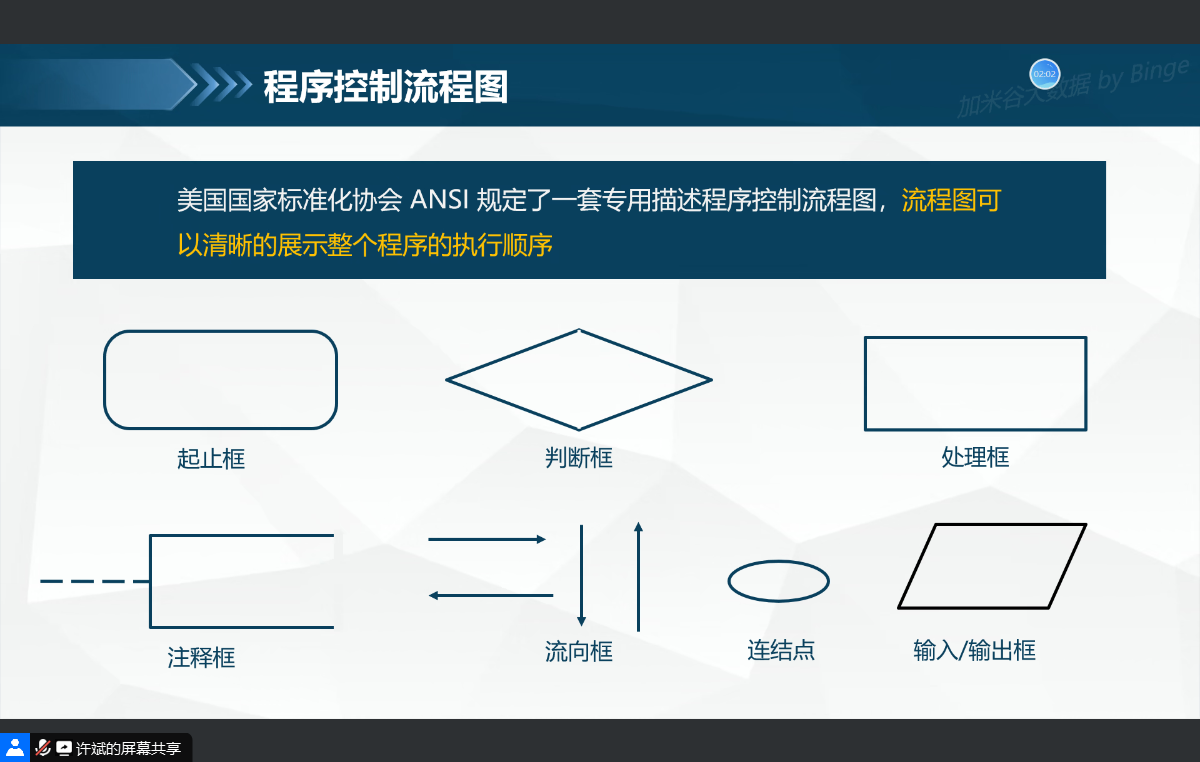 程序控制流程图
02:02
加米谷大数据 by Binge
美国国家标准化协会 ANSI 规定了一套专用描述程序控制流程图，流程图可
以清晰的展示整个程序的执行顺序
起止框
判断框
处理框
注释框
流向框
连结点
输入/输出框
许斌的屏幕共享